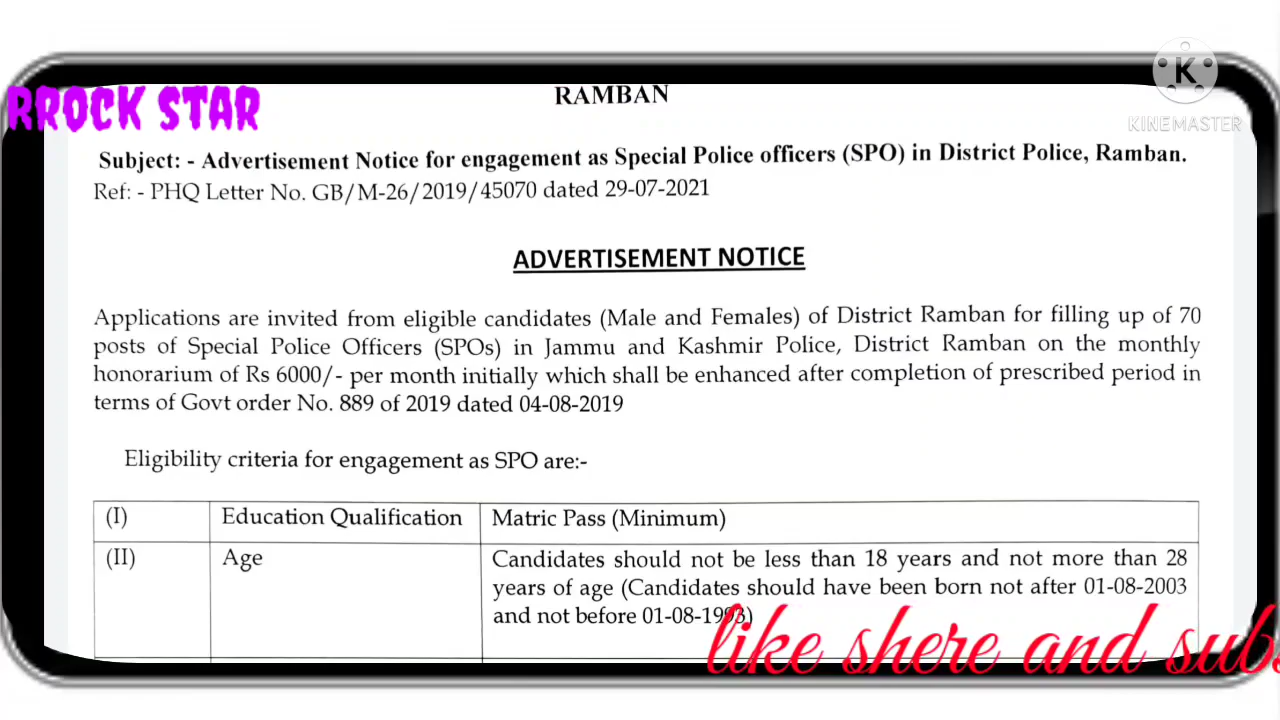 RROCK STAR
K
KINEMASTER
RAMBAN
Subject: - Advertisement Notice for engagement as Special Police officers (SPO) in District Police, Ramban.
Ref: - PHQ Letter No. GB/M-26/2019/45070 dated 29-07-2021
ADVERTISEMENT NOTICE
Applications are invited from eligible candidates (Male and Females) of District Ramban for filling up of 70
posts of Special Police Officers (SPOs) in Jammu and Kashmir Police, District Ramban on the monthly
honorarium of Rs 6000/- per month initially which shall be enhanced after completion of prescribed period in
terms of Govt order No. 889 of 2019 dated 04-08-2019
Eligibility criteria for engagement as SPO are:-
(I) Education Qualification Matric Pass (Minimum)
(II) Age Candidates should not be less than 18 years and not more than 28
years of age (Candidates should have been born not after 01-08-2003
and not before 01-08-1993)
like shere and subs